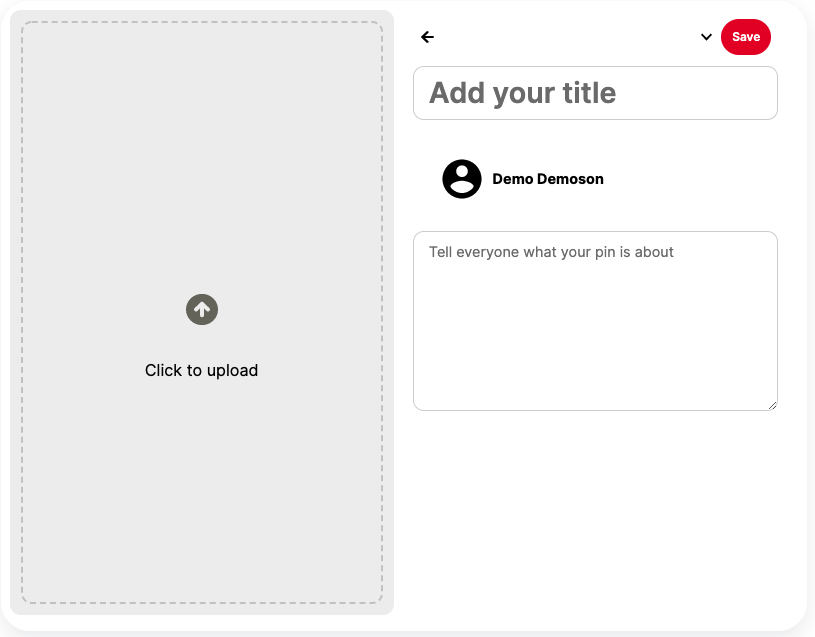 Save
Add your title
Demo Demoson
Tell everyone what your pin is about
Click to upload